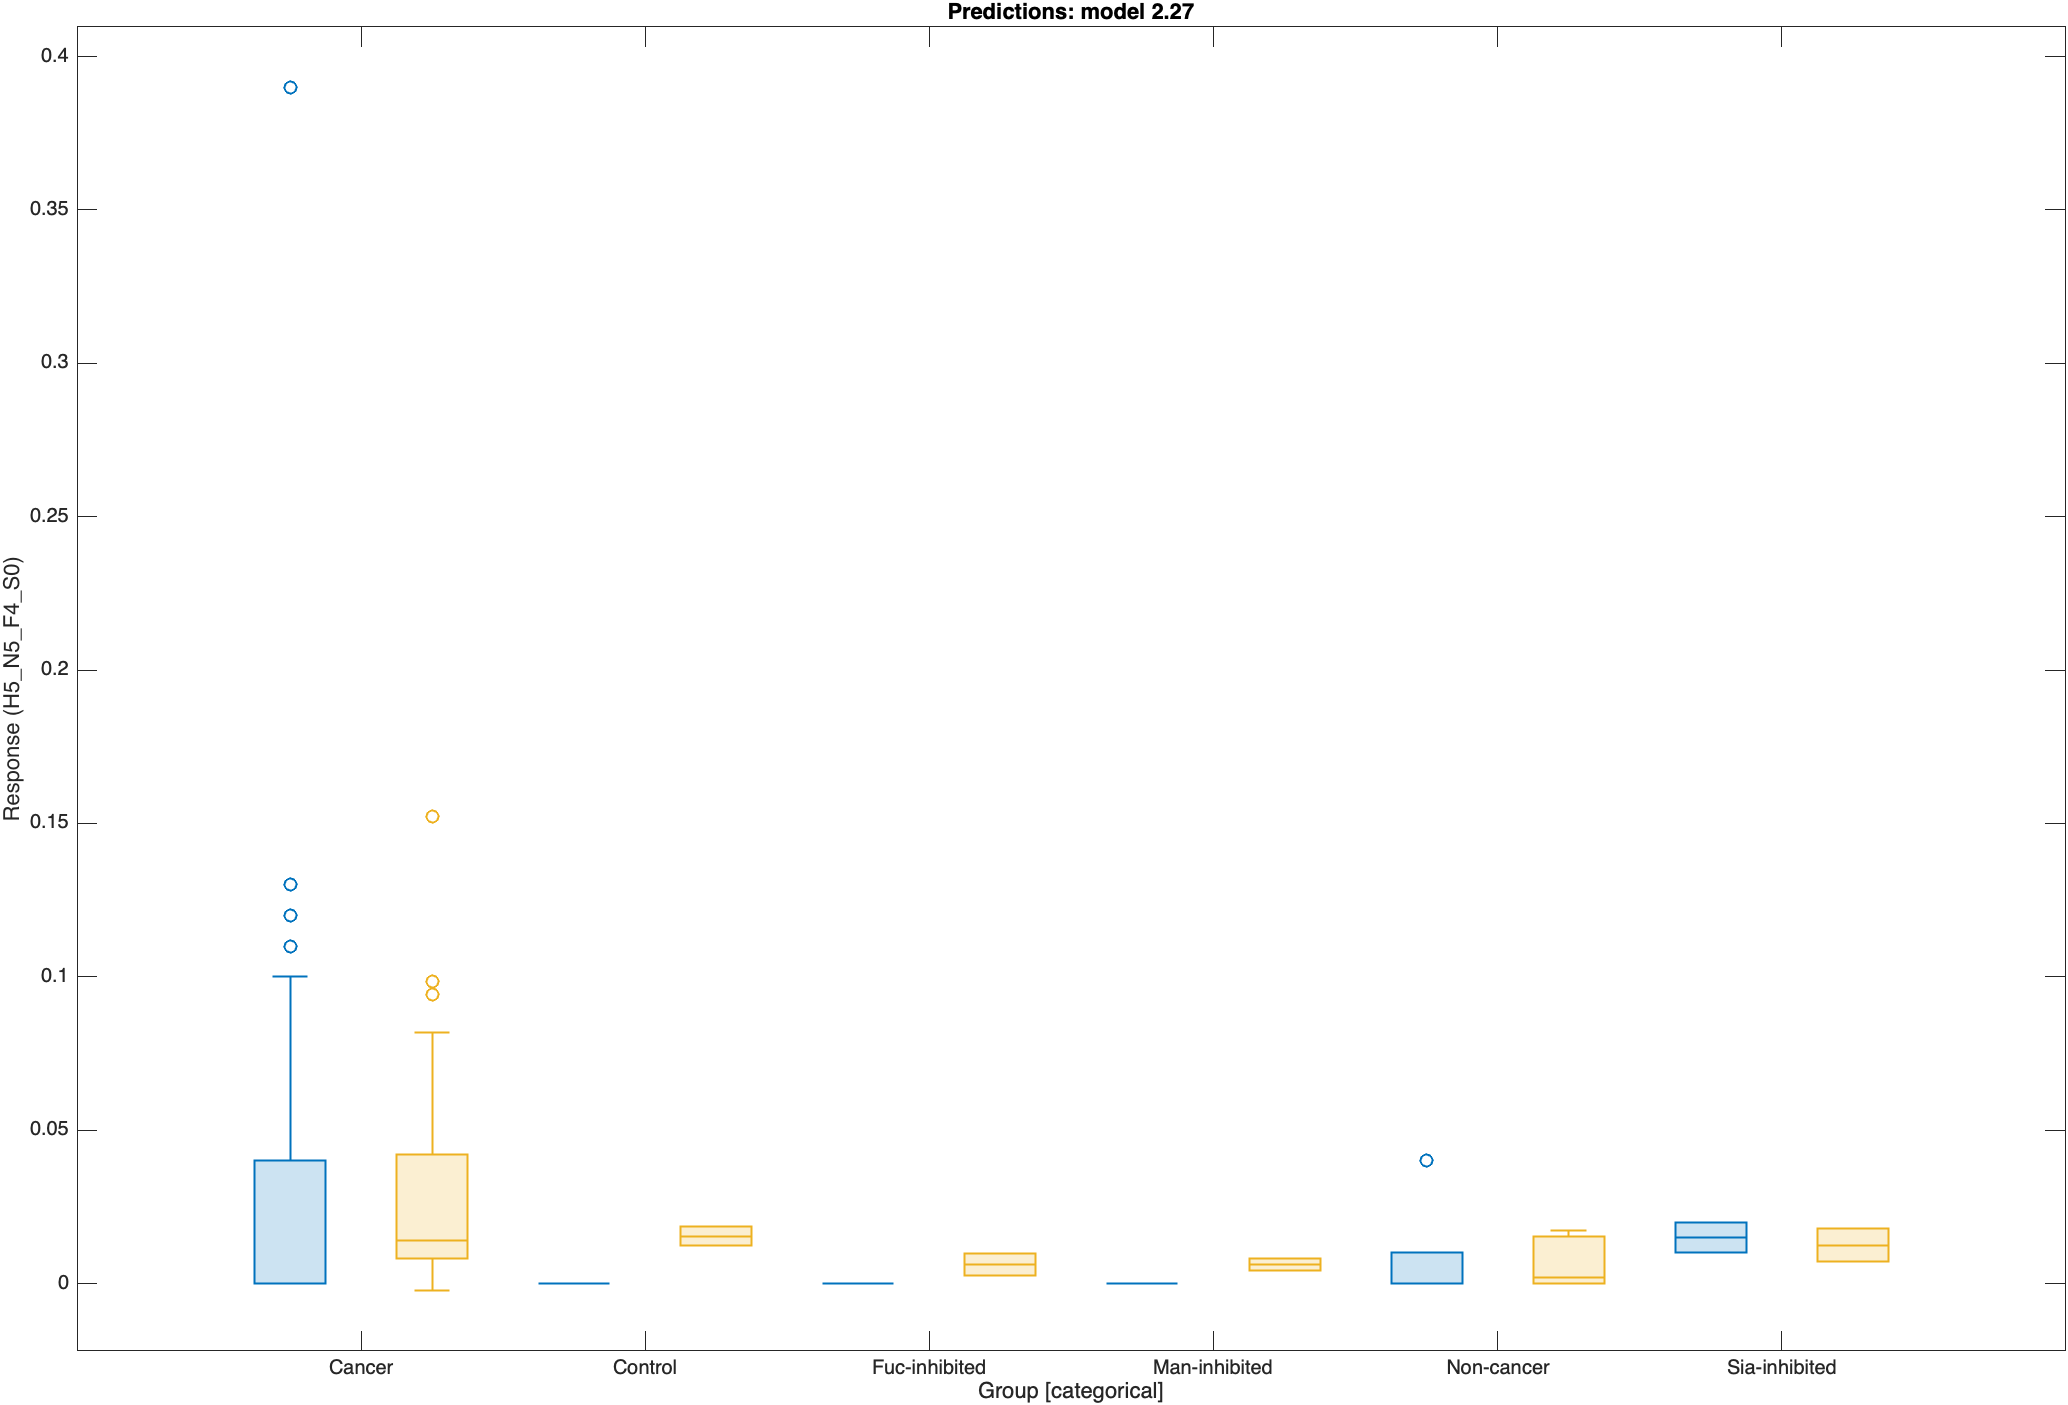 Predictions: model 2.27
0.4
0.35
0.3
0.25
0.2
0.15
0.1
0.05
0
Response (H5_N5_F4_S0)
Cancer
Control
Fuc-inhibited
Man-inhibited
Non-cancer
Sia-inhibited
Group [categorical]